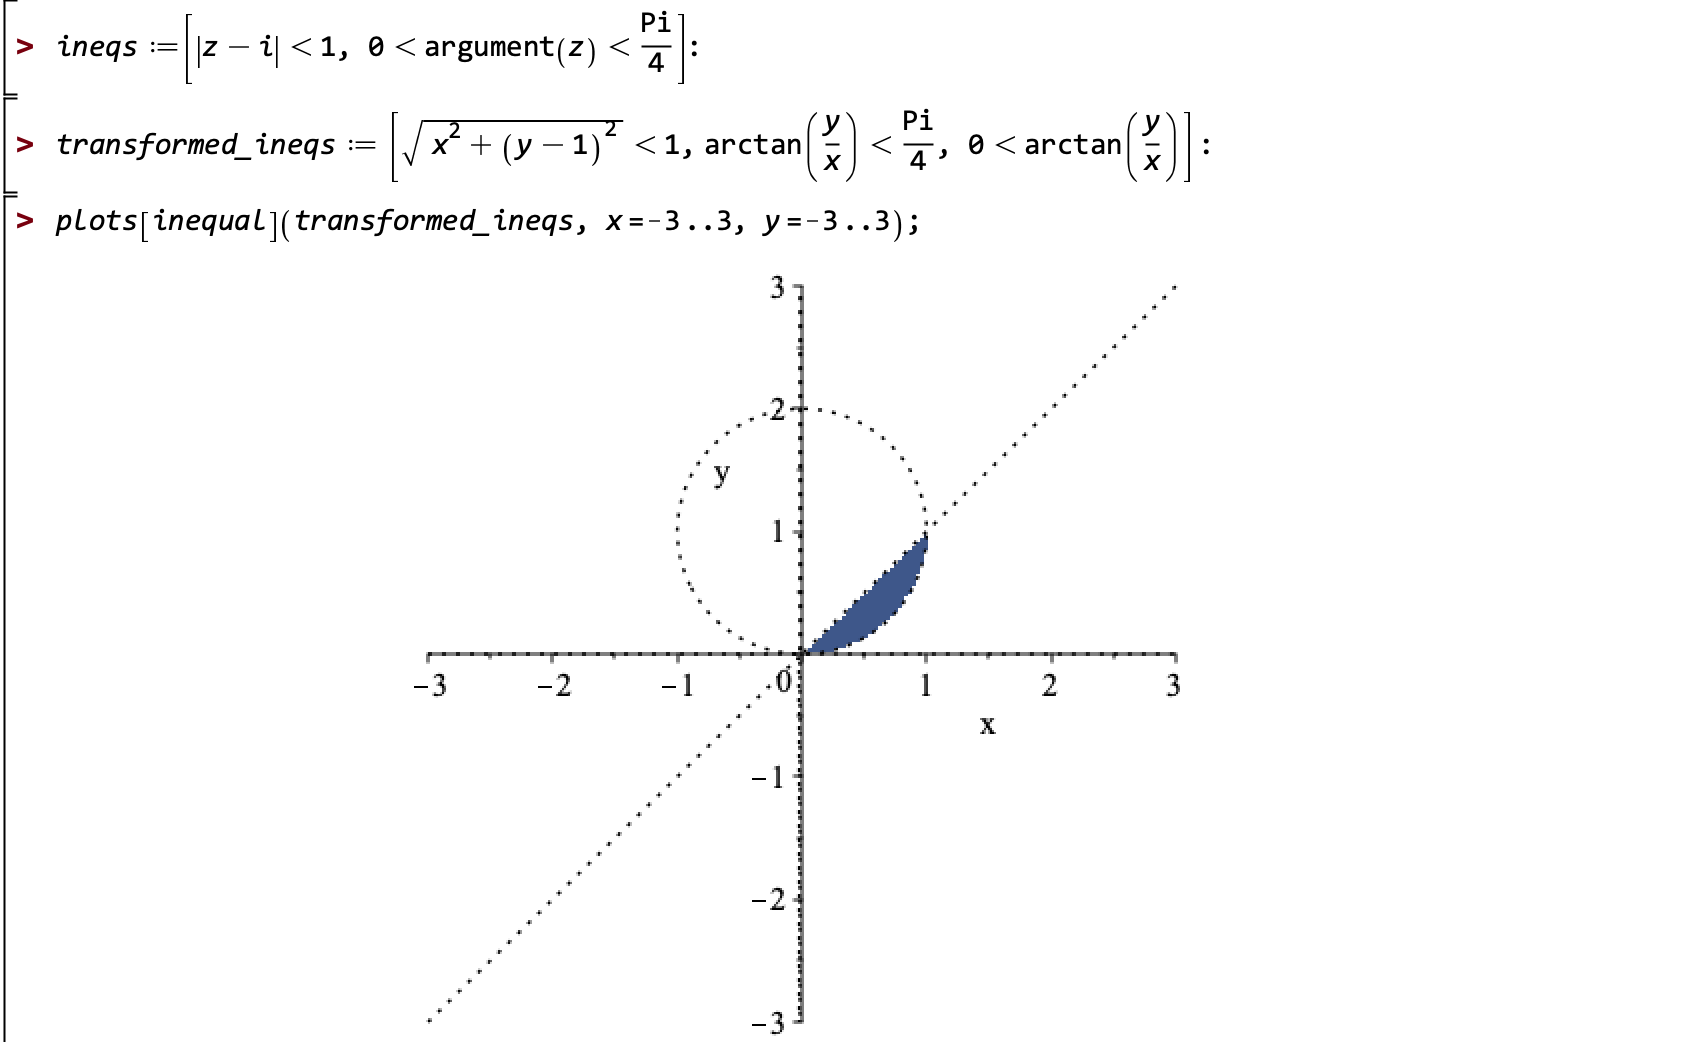 > ineqs := [|z − i| < 1, 0 < argument(z) < Pi/4]:
> transformed_ineqs := [√(x² + (y − 1)²) < 1, arctan(y/x) < Pi/4, 0 < arctan(y/x)]:
> plots[inequal](transformed_ineqs, x=-3..3, y=-3..3);
3
2
y
1
−3 −2 −1 0 1 2 3
x
−1
−2
−3